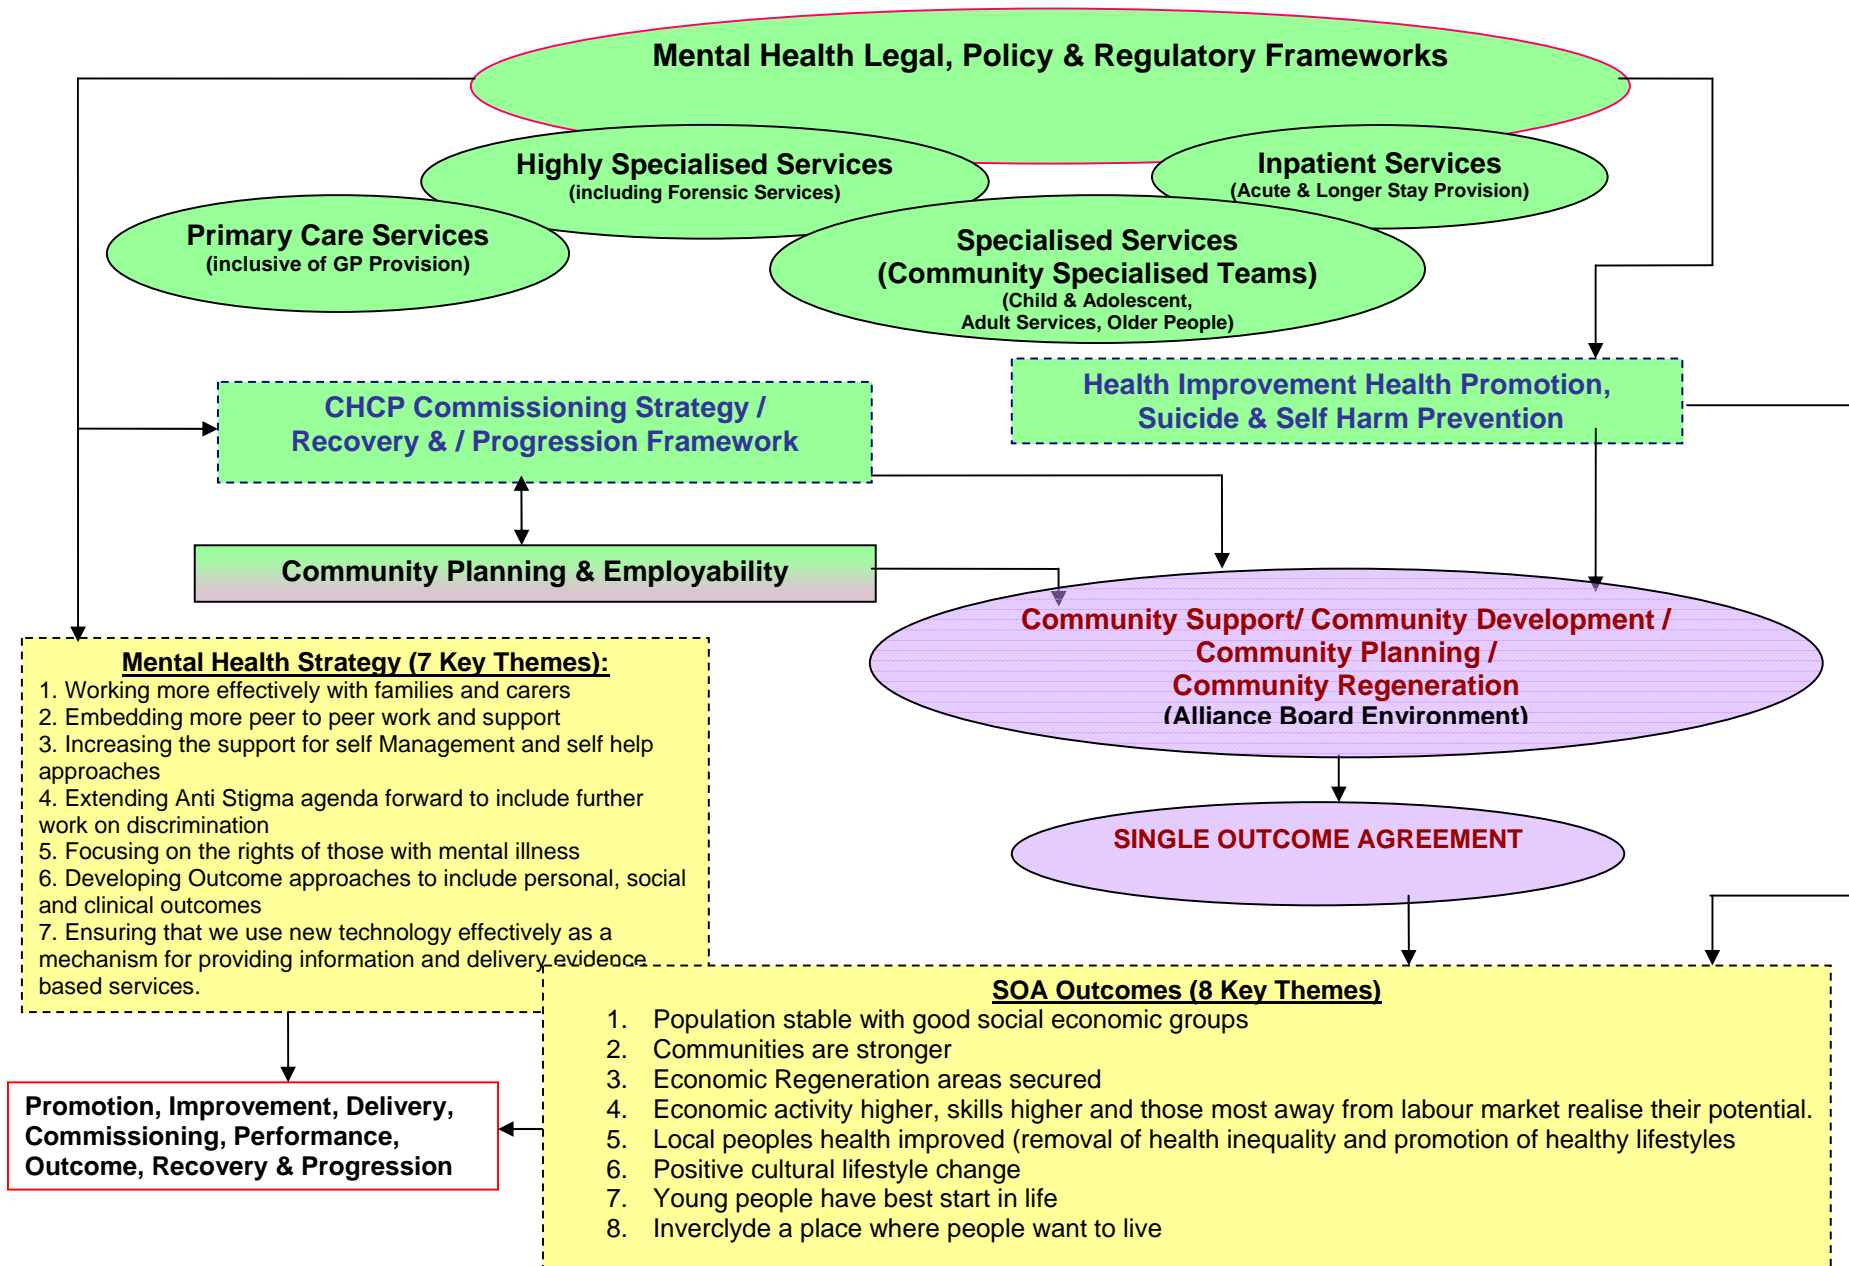 Mental Health Legal, Policy & Regulatory Frameworks
Highly Specialised Services
(including Forensic Services)
Inpatient Services
(Acute & Longer Stay Provision)
Primary Care Services
(inclusive of GP Provision)
Specialised Services
(Community Specialised Teams)
(Child & Adolescent,
Adult Services, Older People)
Health Improvement Health Promotion,
Suicide & Self Harm Prevention
CHCP Commissioning Strategy /
Recovery & / Progression Framework
Community Planning & Employability
Community Support/ Community Development /
Community Planning /
Community Regeneration
(Alliance Board Environment)
Mental Health Strategy (7 Key Themes):
1. Working more effectively with families and carers
2. Embedding more peer to peer work and support
3. Increasing the support for self Management and self help
approaches
4. Extending Anti Stigma agenda forward to include further
work on discrimination
5. Focusing on the rights of those with mental illness
6. Developing Outcome approaches to include personal, social
and clinical outcomes
7. Ensuring that we use new technology effectively as a
mechanism for providing information and delivery evidence
based services.
SINGLE OUTCOME AGREEMENT
SOA Outcomes (8 Key Themes)
1. Population stable with good social economic groups
2. Communities are stronger
3. Economic Regeneration areas secured
4. Economic activity higher, skills higher and those most away from labour market realise their potential.
5. Local peoples health improved (removal of health inequality and promotion of healthy lifestyles
6. Positive cultural lifestyle change
7. Young people have best start in life
8. Inverclyde a place where people want to live
Promotion, Improvement, Delivery,
Commissioning, Performance,
Outcome, Recovery & Progression